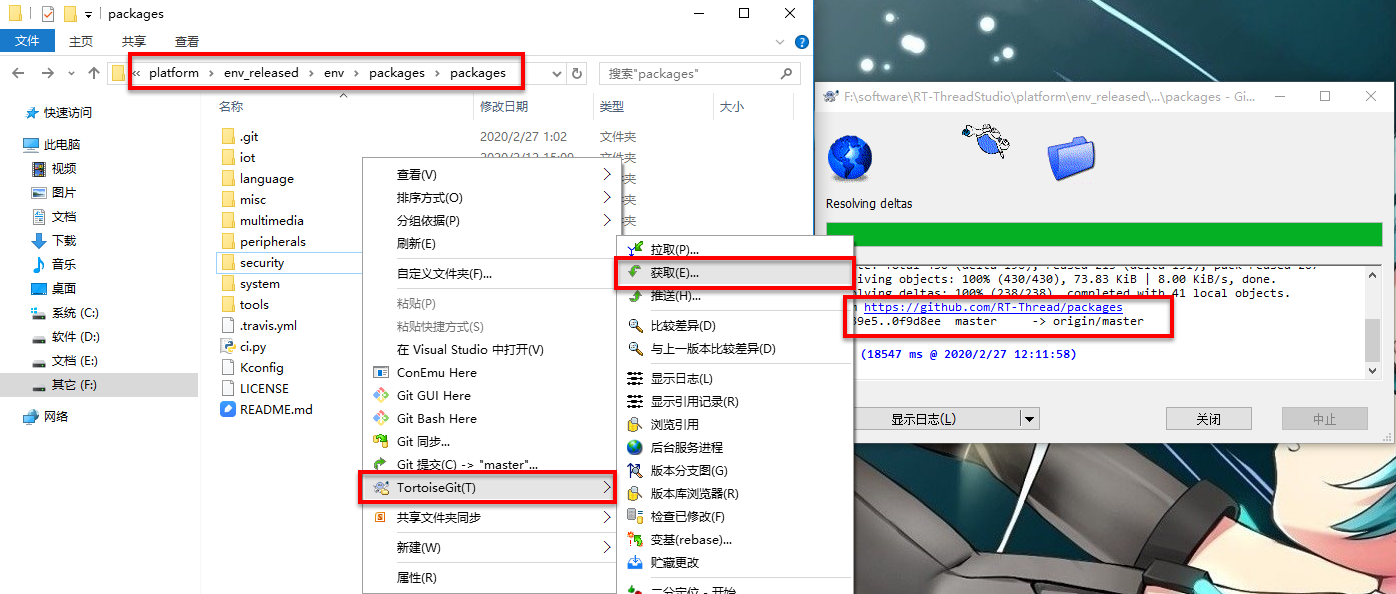 packages
文件 主页 共享 查看
« platform › env_released › env › packages › packages
搜索"packages"
快速访问
此电脑
视频
图片
文档
下载
音乐
桌面
系统 (C:)
软件 (D:)
文档 (E:)
其它 (F:)
网络
名称 修改日期 类型 大小
.git 2020/2/27 1:02 文件夹
iot 文件夹
language 夹
misc 夹
multimedia 夹
peripherals
security
system
tools
.travis.yml
ci.py
Kconfig
LICENSE
README.md
查看(V)
排序方式(O)
分组依据(P)
刷新(E)
自定义文件夹(F)...
粘贴(P)
粘贴快捷方式(S)
在 Visual Studio 中打开(V)
ConEmu Here
Git GUI Here
Git Bash Here
Git 同步...
Git 提交(C) -> "master"...
TortoiseGit(T)
共享文件夹同步
新建(W)
属性(R)
拉取(P)...
获取(E)...
推送(H)...
比较差异(D)
与上一版本比较差异(D)
显示日志(L)
显示引用记录(R)
浏览引用
后台服务进程
版本分支图(G)
版本库浏览器(R)
检查已修改(F)
变基(rebase)...
贮藏更改
二分定位 - 开始
F:\software\RT-ThreadStudio\platform\env_released\...\packages - Gi...
Resolving deltas
iving objects: 100% (430/430), 73.83 KiB | 8.00 KiB/s, done.
lving deltas: 100% (238/238), completed with 41 local objects.
https://github.com/RT-Thread/packages
39e5..0f9d8ee master -> origin/master
(18547 ms @ 2020/2/27 12:11:58)
显示日志(L) 关闭 中止